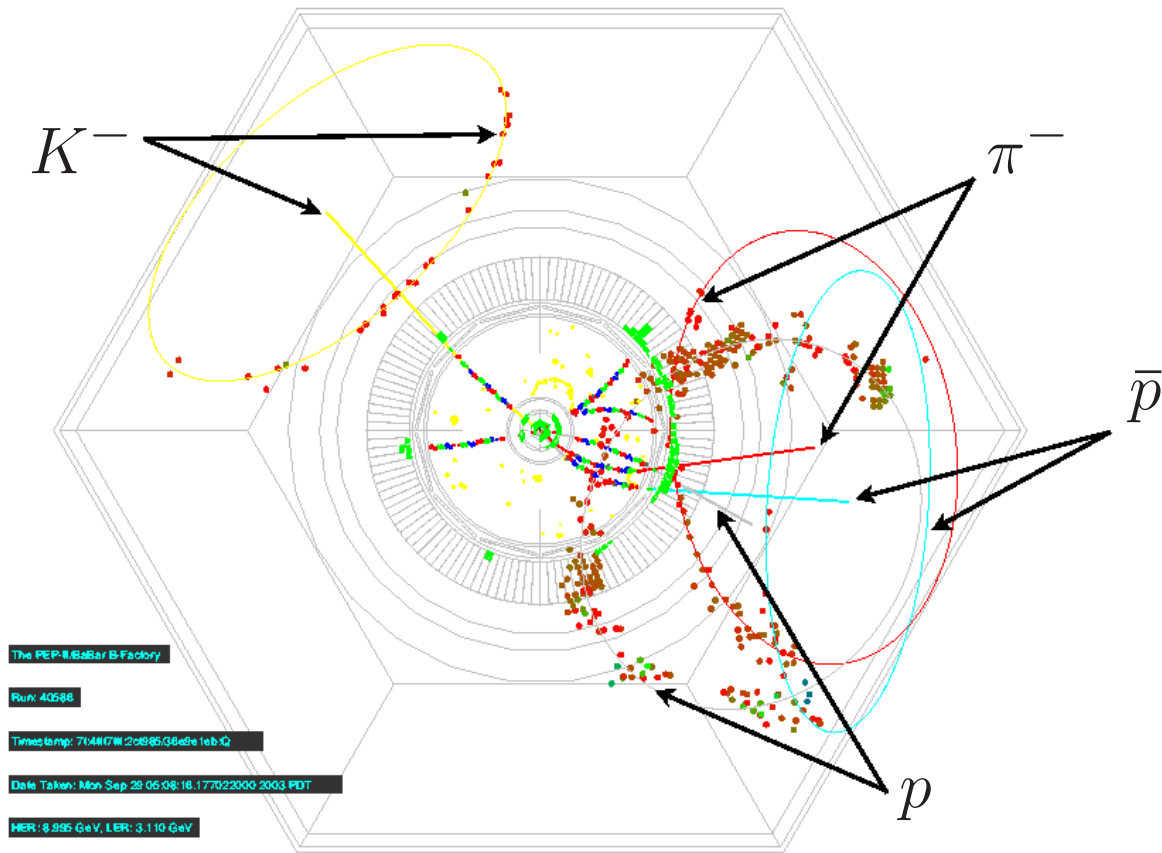 K⁻
π⁻
p̄
p
The PEP-II/BaBar B-Factory
Run: 40586
Date Taken: Mon Sep 29 05:08:16.177022000 2003 PDT
HER: 8.995 GeV, LER: 3.110 GeV